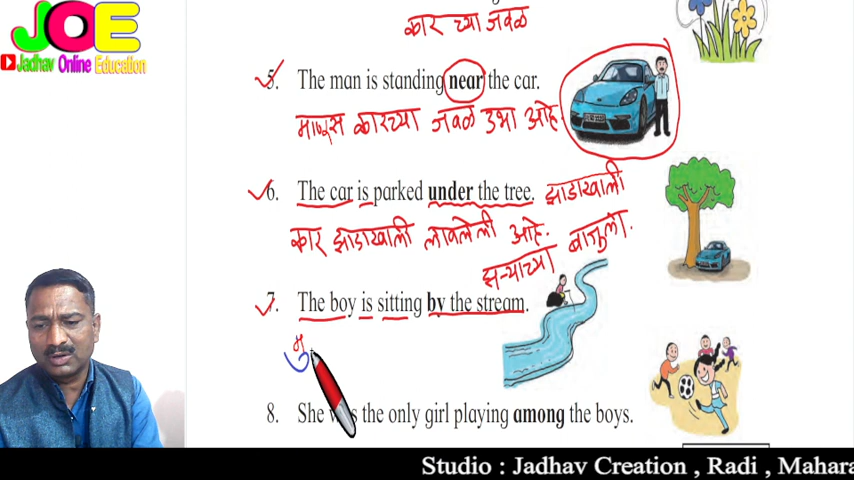 JOE
Jadhav Online Education
कारच्या जवळ
5. The man is standing near the car.
माणूस कारच्या जवळ उभा आहे.
6. The car is parked under the tree. झाडाखाली
कार झाडाखाली लावलेली आहे.
झऱ्याच्या बाजुला.
7. The boy is sitting by the stream.
मु
8. She was the only girl playing among the boys.
Studio : Jadhav Creation , Radi , Mahara